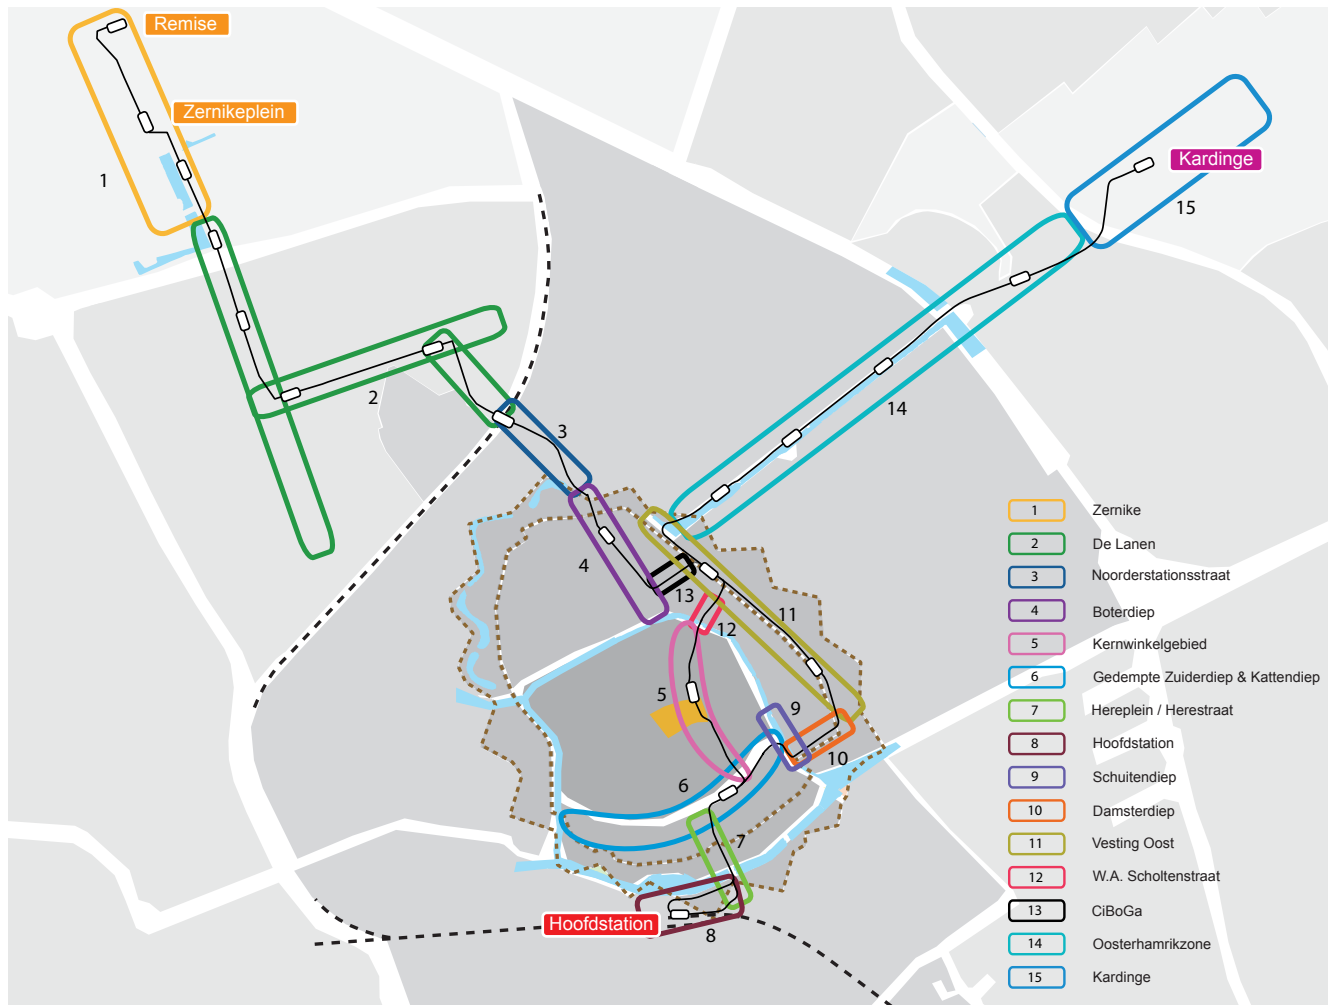 Remise
Zernikeplein
Kardinge
1
15
2
14
3
4
13
12
11
5
9
10
6
7
Hoofdstation
8
1 Zernike
2 De Lanen
3 Noorderstationsstraat
4 Boterdiep
5 Kernwinkelgebied
6 Gedempte Zuiderdiep & Kattendiep
7 Hereplein / Herestraat
8 Hoofdstation
9 Schuitendiep
10 Damsterdiep
11 Vesting Oost
12 W.A. Scholtenstraat
13 CiBoGa
14 Oosterhamrikzone
15 Kardinge